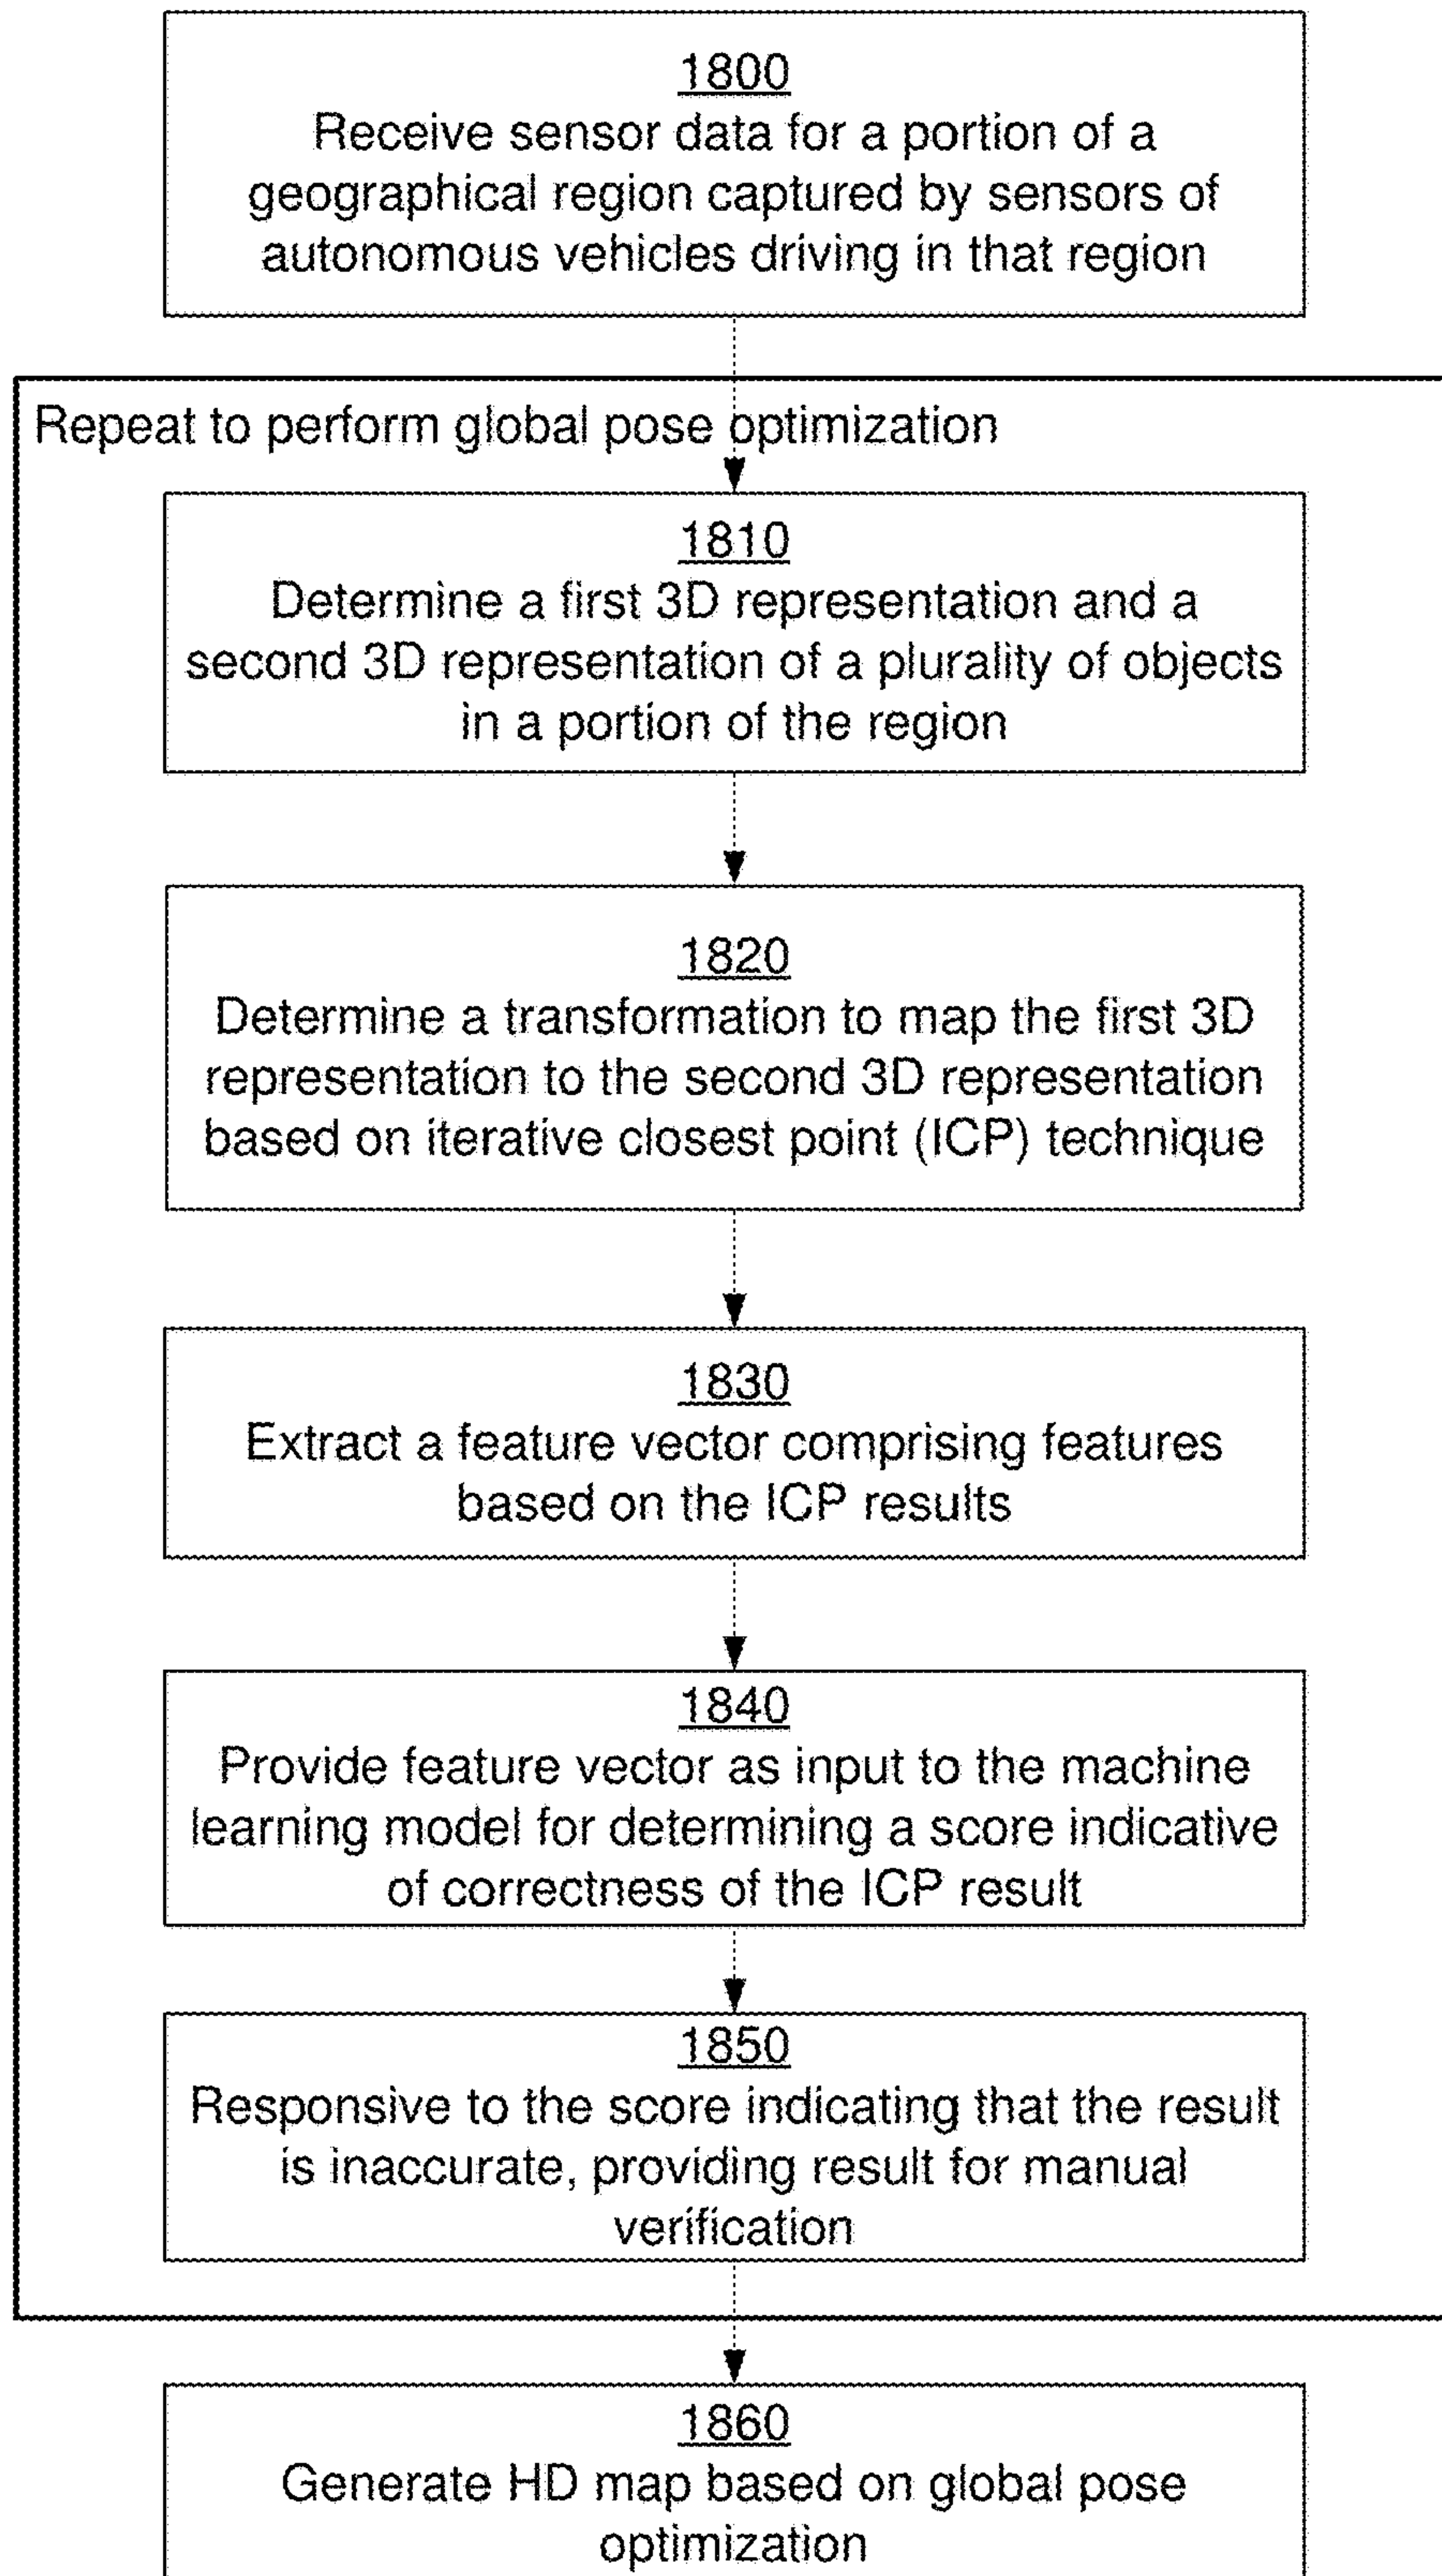 1800
Receive sensor data for a portion of a
geographical region captured by sensors of
autonomous vehicles driving in that region
Repeat to perform global pose optimization
1810
Determine a first 3D representation and a
second 3D representation of a plurality of objects
in a portion of the region
1820
Determine a transformation to map the first 3D
representation to the second 3D representation
based on iterative closest point (ICP) technique
1830
Extract a feature vector comprising features
based on the ICP results
1840
Provide feature vector as input to the machine
learning model for determining a score indicative
of correctness of the ICP result
1850
Responsive to the score indicating that the result
is inaccurate, providing result for manual
verification
1860
Generate HD map based on global pose
optimization